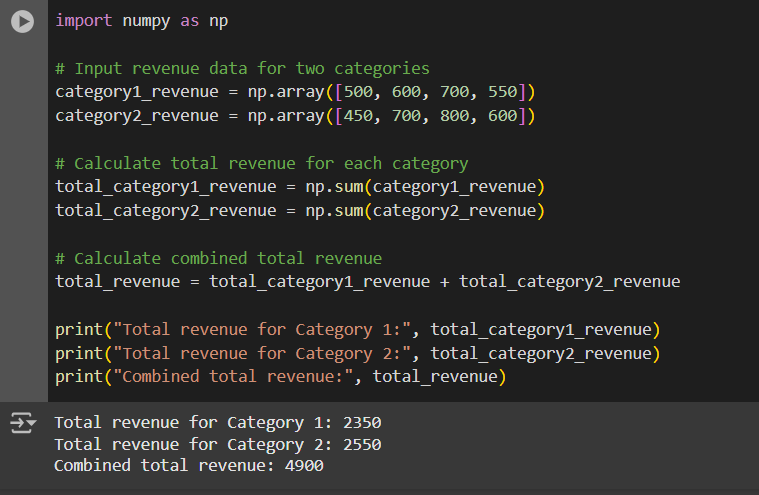 import numpy as np
# Input revenue data for two categories
category1_revenue = np.array([500, 600, 700, 550])
category2_revenue = np.array([450, 700, 800, 600])
# Calculate total revenue for each category
total_category1_revenue = np.sum(category1_revenue)
total_category2_revenue = np.sum(category2_revenue)
# Calculate combined total revenue
total_revenue = total_category1_revenue + total_category2_revenue
print("Total revenue for Category 1:", total_category1_revenue)
print("Total revenue for Category 2:", total_category2_revenue)
print("Combined total revenue:", total_revenue)
Total revenue for Category 1: 2350
Total revenue for Category 2: 2550
Combined total revenue: 4900